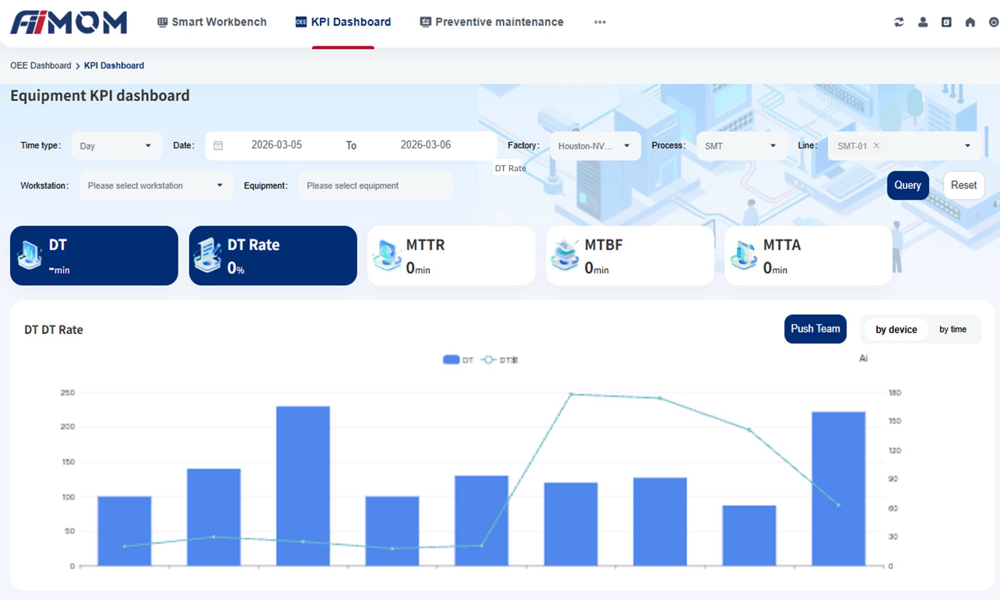 AiMOM
Smart Workbench
OEE KPI Dashboard
Preventive maintenance
OEE Dashboard > KPI Dashboard
Equipment KPI dashboard
Time type: Day Date: 2026-03-05 To 2026-03-06 Factory: Houston-NV... Process: SMT Line: SMT-01 ×
DT Rate
Workstation: Please select workstation Equipment: Please select equipment Query Reset
DT
-min
DT Rate
0%
MTTR
0min
MTBF
0min
MTTA
0min
DT DT Rate
Push Team by device by time
DT DT率
Ai
250 180
200 150
150 120
100 90
50 60
0 30
0